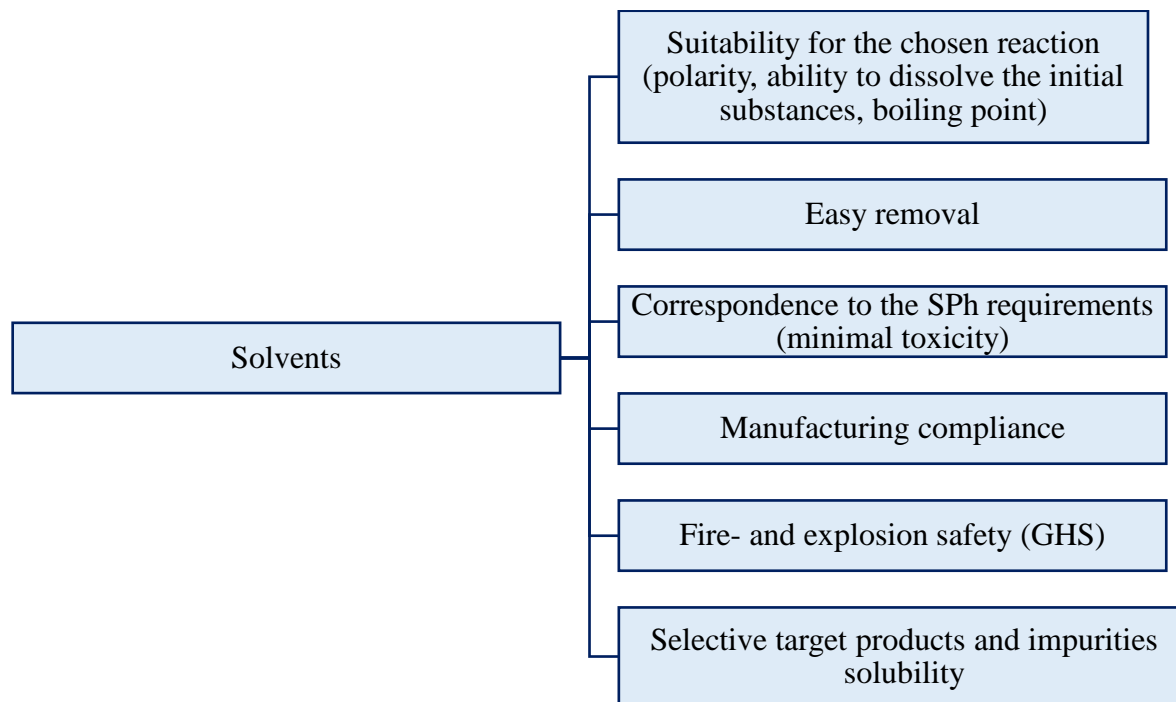 Suitability for the chosen reaction
(polarity, ability to dissolve the initial
substances, boiling point)
Easy removal
Correspondence to the SPh requirements
(minimal toxicity)
Solvents
Manufacturing compliance
Fire- and explosion safety (GHS)
Selective target products and impurities
solubility